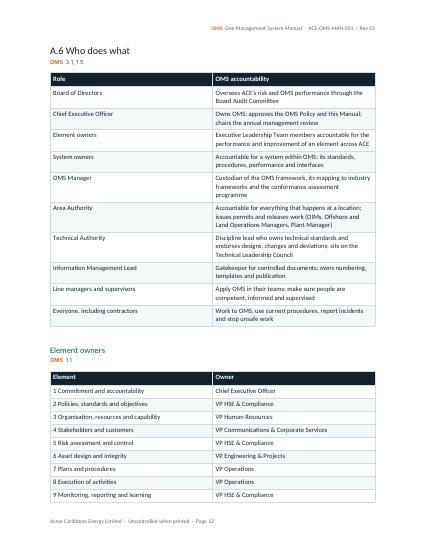 OMS One Management System Manual - ACE-OMS-MAN-001 - Rev 03
A.6 Who does what
OMS 3.1, 1.5
Role OMS accountability
Board of Directors Oversees ACE's risk and OMS performance through the
Board Audit Committee
Chief Executive Officer Owns OMS; approves the OMS Policy and this Manual;
chairs the annual management review
Element owners Executive Leadership Team members accountable for the
performance and improvement of an element across ACE
System owners Accountable for a system within OMS: its standards,
procedures, performance and interfaces
OMS Manager Custodian of the OMS framework, its mapping to industry
frameworks and the conformance assessment
programme
Area Authority Accountable for everything that happens at a location;
issues permits and releases work (OIMs, Offshore and
Land Operations Managers, Plant Manager)
Technical Authority Discipline lead who owns technical standards and
endorses designs, changes and deviations; sits on the
Technical Leadership Council
Information Management Lead Gatekeeper for controlled documents; owns numbering,
templates and publication
Line managers and supervisors Apply OMS in their teams; make sure people are
competent, informed and supervised
Everyone, including contractors Work to OMS, use current procedures, report incidents
and stop unsafe work
Element owners
OMS 1.1
Element Owner
1 Commitment and accountability Chief Executive Officer
2 Policies, standards and objectives VP HSE & Compliance
3 Organisation, resources and capability VP Human Resources
4 Stakeholders and customers VP Communications & Corporate Services
5 Risk assessment and control VP HSE & Compliance
6 Asset design and integrity VP Engineering & Projects
7 Plans and procedures VP Operations
8 Execution of activities VP Operations
9 Monitoring, reporting and learning VP HSE & Compliance
Acme Caribbean Energy Limited - Uncontrolled when printed - Page 12